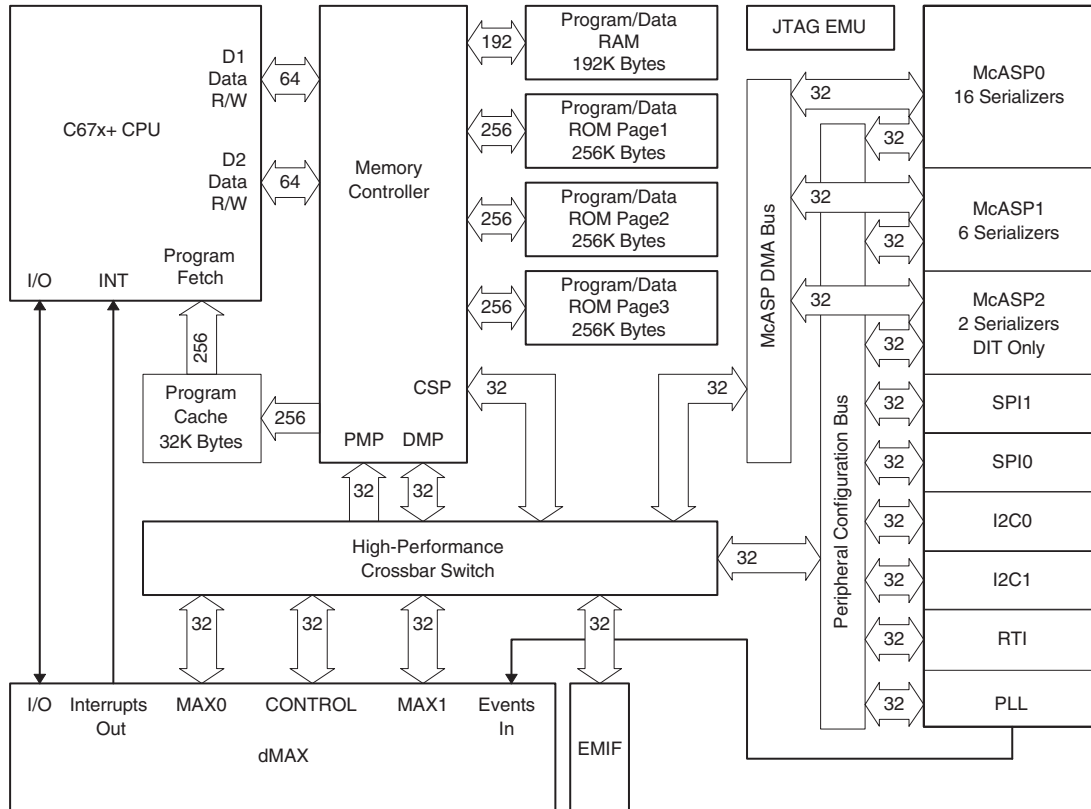 C67x+ CPU
D1
Data
R/W
D2
Data
R/W
Program
Fetch
I/O
INT
64
64
256
Program
Cache
32K Bytes
256
Memory
Controller
CSP
PMP
DMP
32
32
32
192
256
256
256
Program/Data
RAM
192K Bytes
Program/Data
ROM Page1
256K Bytes
Program/Data
ROM Page2
256K Bytes
Program/Data
ROM Page3
256K Bytes
JTAG EMU
McASP DMA Bus
32
32
32
32
Peripheral Configuration Bus
32
32
32
32
32
32
32
32
32
32
McASP0
16 Serializers
McASP1
6 Serializers
McASP2
2 Serializers
DIT Only
SPI1
SPI0
I2C0
I2C1
RTI
PLL
High-Performance
Crossbar Switch
32
32
32
32
I/O
Interrupts
Out
MAX0
CONTROL
MAX1
Events
In
dMAX
EMIF